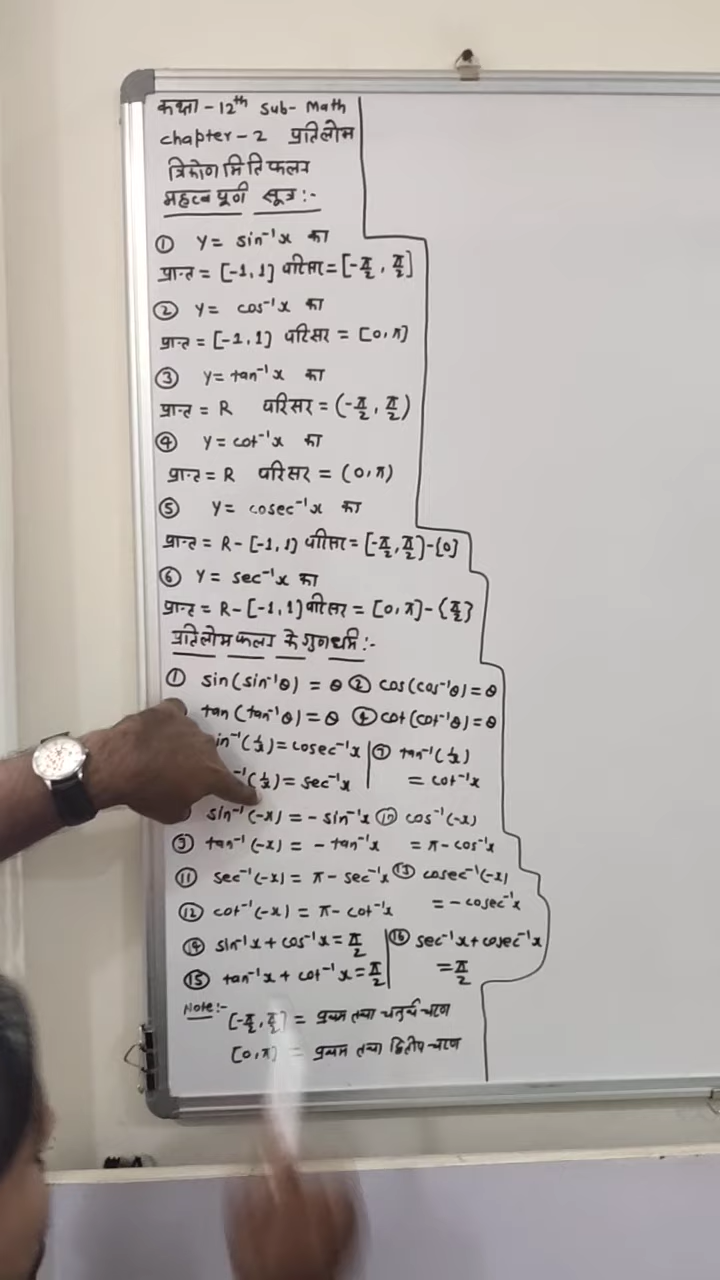 कक्षा - 12th Sub- Math
chapter - 2 प्रतिलोम
त्रिकोणमितिफलन
महत्वपूर्ण सूत्र :-
① y = sin⁻¹x का
प्रान्त = [-1,1] परिसर = [-π/2, π/2]
② y = cos⁻¹x का
प्रान्त = [-1,1] परिसर = [0,π]
③ y = tan⁻¹x का
प्रान्त = R परिसर = (-π/2, π/2)
④ y = cot⁻¹x का
प्रान्त = R परिसर = (0,π)
⑤ y = cosec⁻¹x का
प्रान्त = R - [-1,1] परिसर = [-π/2, π/2] - {0}
⑥ y = sec⁻¹x का
प्रान्त = R - [-1,1] परिसर = [0,π] - {π/2}
प्रतिलोम फलन के गुणधर्म :-
① sin(sin⁻¹θ) = θ ② cos(cos⁻¹θ) = θ
tan(tan⁻¹θ) = θ ④ cot(cot⁻¹θ) = θ
in⁻¹(1/x) = cosec⁻¹x | ⑦ tan⁻¹(1/x)
⁻¹(1/x) = sec⁻¹x | = cot⁻¹x
sin⁻¹(-x) = - sin⁻¹x ⑩ cos⁻¹(-x)
⑨ tan⁻¹(-x) = - tan⁻¹x = π - cos⁻¹x
⑪ sec⁻¹(-x) = π - sec⁻¹x ⑬ cosec⁻¹(-x)
⑫ cot⁻¹(-x) = π - cot⁻¹x = - cosec⁻¹x
⑭ sin⁻¹x + cos⁻¹x = π/2 | ⑯ sec⁻¹x + cosec⁻¹x
⑮ tan⁻¹x + cot⁻¹x = π/2 | = π/2
Note:-
[-π/2, π/2] = प्रथम तथा चतुर्थ चरण
[0,π] = प्रथम तथा द्वितीय चरण